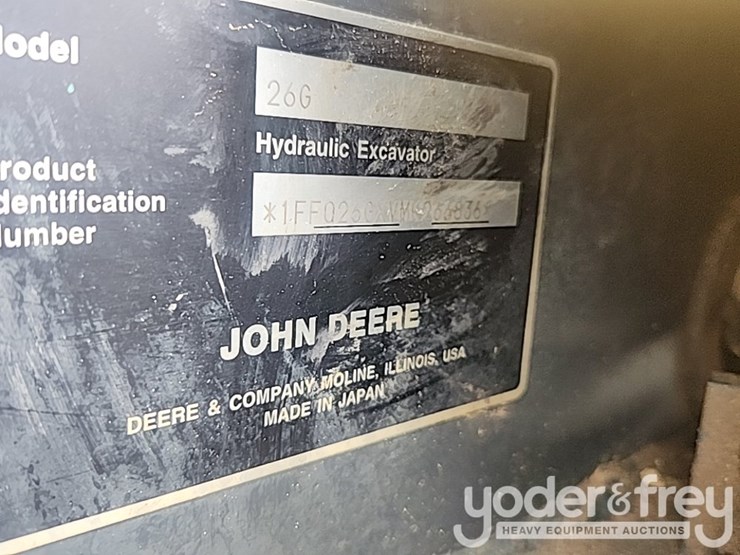 odel
26G
Hydraulic Excavator
roduct
dentification
umber
JOHN DEERE
DEERE & COMPANY MOLINE, ILLINOIS, USA
MADE IN JAPAN
yoder&frey
HEAVY EQUIPMENT AUCTIONS